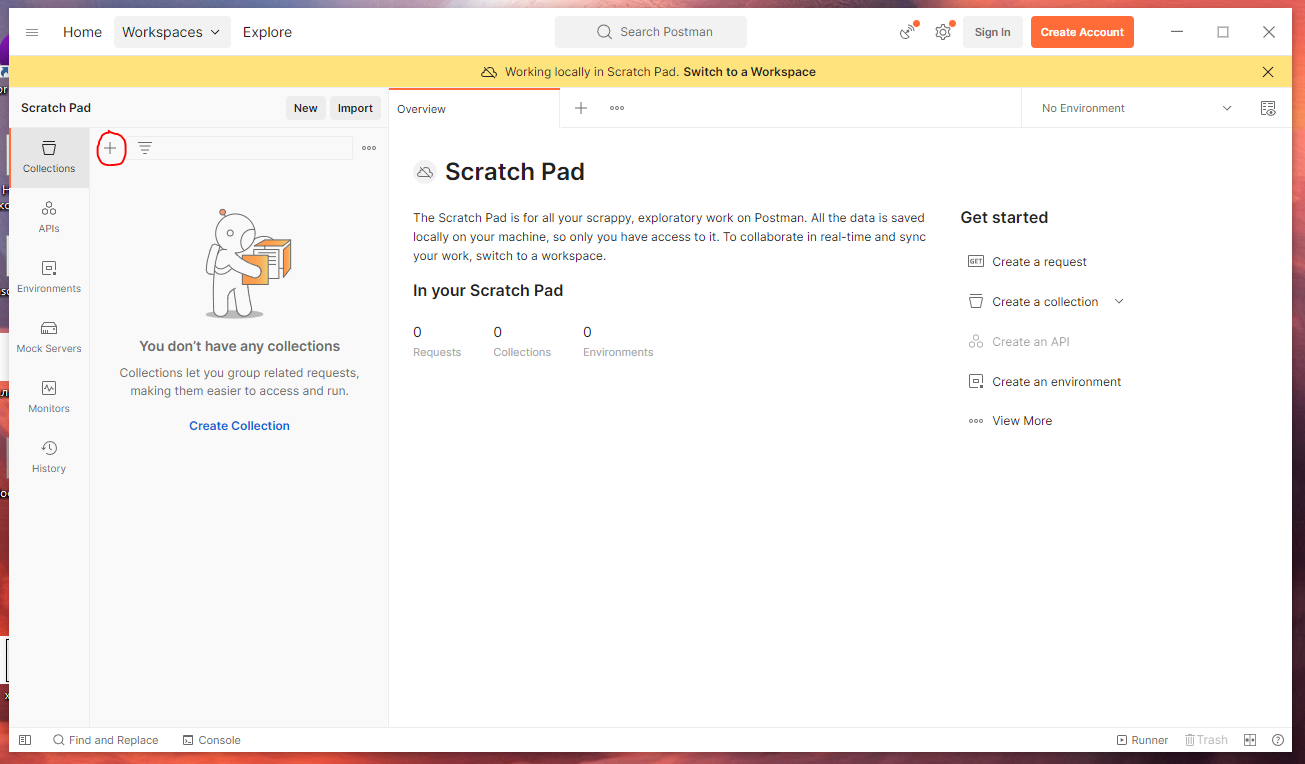 Home
Workspaces
Explore
Search Postman
Sign In
Create Account
Working locally in Scratch Pad. Switch to a Workspace
Scratch Pad
New
Import
Overview
No Environment
Collections
APIs
Environments
Mock Servers
Monitors
History
You don't have any collections
Collections let you group related requests,
making them easier to access and run.
Create Collection
Scratch Pad
The Scratch Pad is for all your scrappy, exploratory work on Postman. All the data is saved
locally on your machine, so only you have access to it. To collaborate in real-time and sync
your work, switch to a workspace.
In your Scratch Pad
0
Requests
0
Collections
0
Environments
Get started
GET
Create a request
Create a collection
Create an API
Create an environment
View More
Find and Replace
Console
Runner
Trash